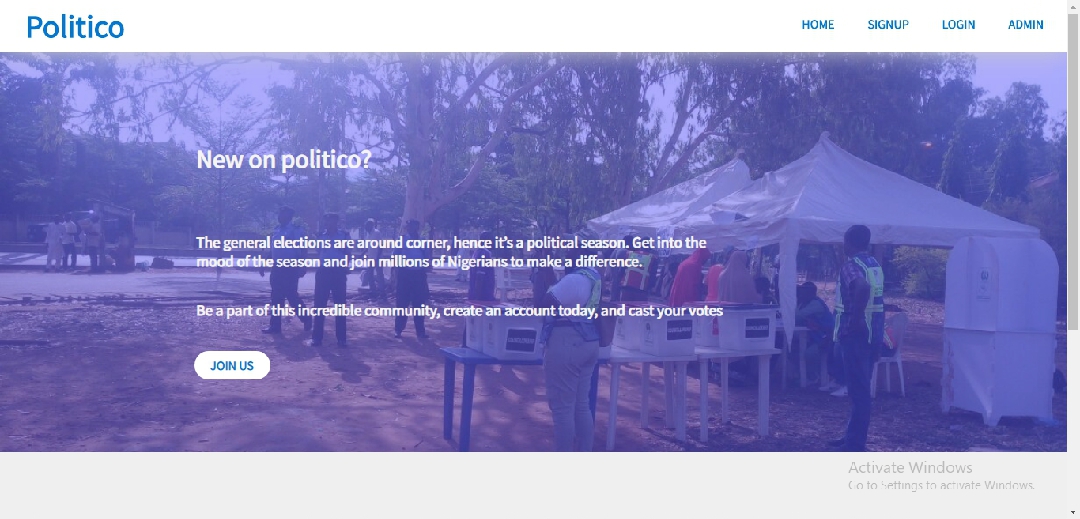 Politico
HOME SIGNUP LOGIN ADMIN
New on politico?
The general elections are around corner, hence it's a political season. Get into the
mood of the season and join millions of Nigerians to make a difference.
Be a part of this incredible community, create an account today, and cast your votes
JOIN US
Activate Windows
Go to Settings to activate Windows.